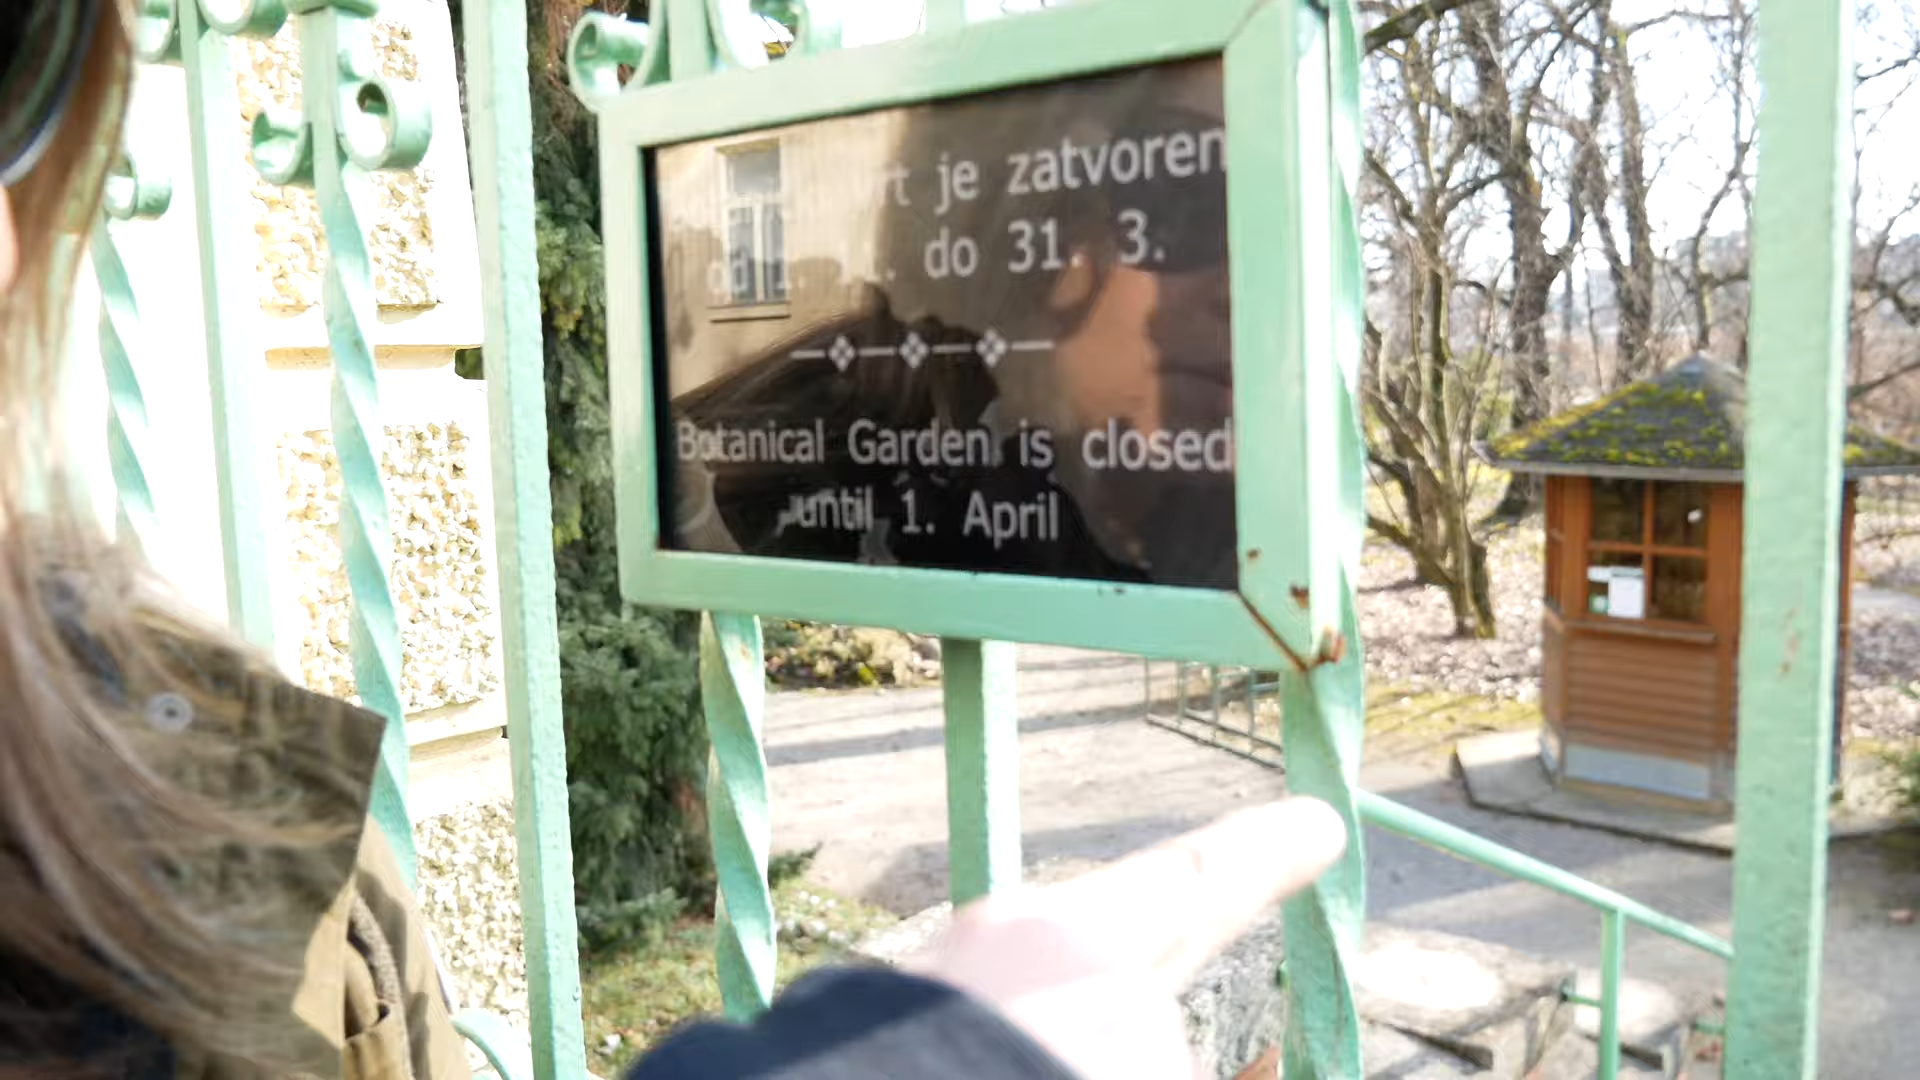 je zatvoren
do 31. 3.
Botanical Garden is closed
until 1. April